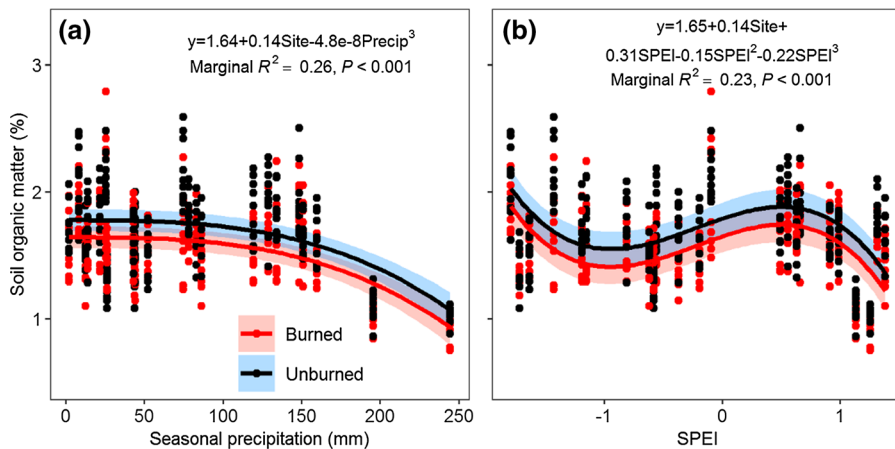 (a)
y=1.64+0.14Site-4.8e-8Precip³
Marginal R² = 0.26, P < 0.001
(b)
y=1.65+0.14Site+
0.31SPEI-0.15SPEI²-0.22SPEI³
Marginal R² = 0.23, P < 0.001
Soil organic matter (%)
3
2
1
Burned
Unburned
0 50 100 150 200 250
-1 0 1
Seasonal precipitation (mm)
SPEI